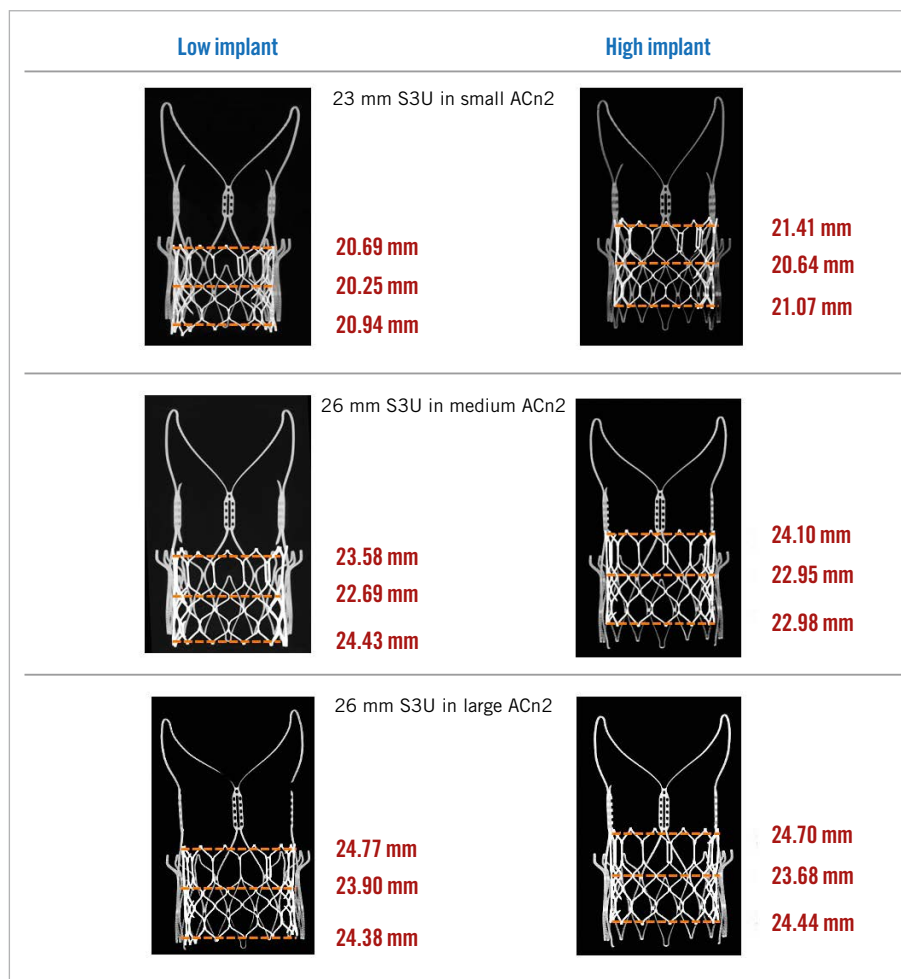 Low implant
High implant
23 mm S3U in small ACn2
20.69 mm
20.25 mm
20.94 mm
21.41 mm
20.64 mm
21.07 mm
26 mm S3U in medium ACn2
23.58 mm
22.69 mm
24.43 mm
24.10 mm
22.95 mm
22.98 mm
26 mm S3U in large ACn2
24.77 mm
23.90 mm
24.38 mm
24.70 mm
23.68 mm
24.44 mm